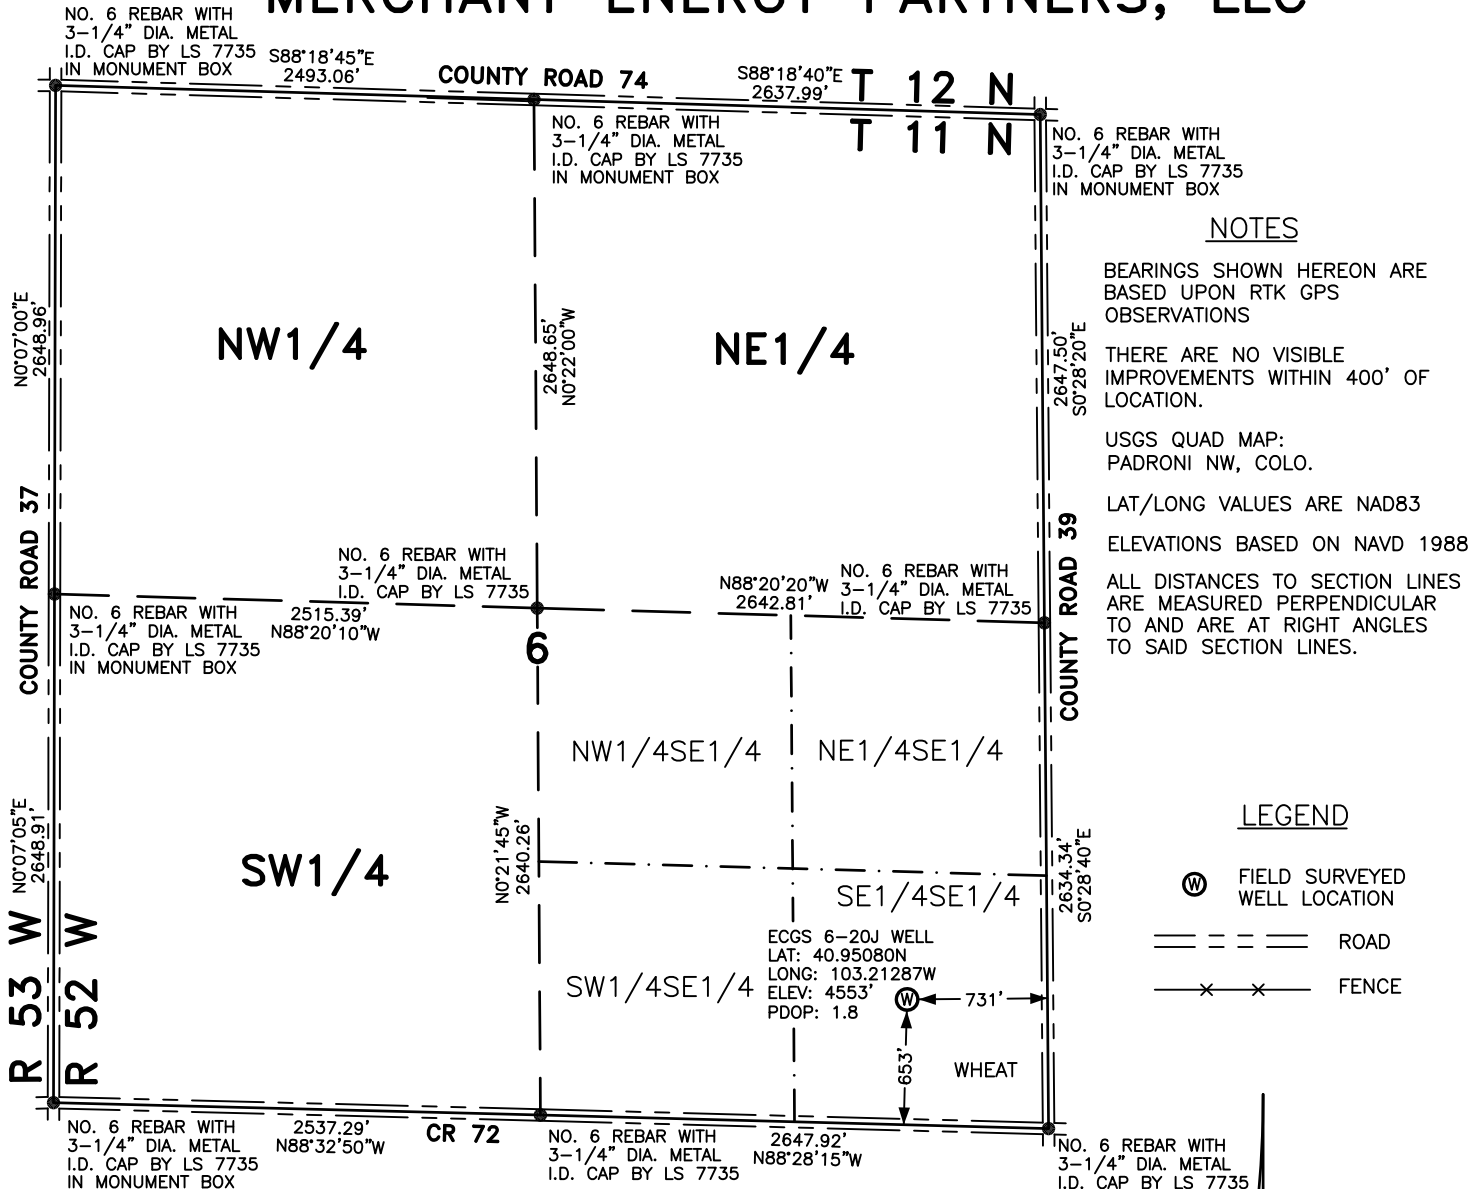 MERCHANT ENERGY PARTNERS, LLC
NO. 6 REBAR WITH
3-1/4" DIA. METAL
I.D. CAP BY LS 7735
IN MONUMENT BOX
S88°18'45"E
2493.06'
COUNTY ROAD 74
S88°18'40"E
2637.99'
T 12 N
T 11 N
NO. 6 REBAR WITH
3-1/4" DIA. METAL
I.D. CAP BY LS 7735
IN MONUMENT BOX
NO. 6 REBAR WITH
3-1/4" DIA. METAL
I.D. CAP BY LS 7735
IN MONUMENT BOX
NOTES
BEARINGS SHOWN HEREON ARE
BASED UPON RTK GPS
OBSERVATIONS
THERE ARE NO VISIBLE
IMPROVEMENTS WITHIN 400' OF
LOCATION.
USGS QUAD MAP:
PADRONI NW, COLO.
LAT/LONG VALUES ARE NAD83
ELEVATIONS BASED ON NAVD 1988
ALL DISTANCES TO SECTION LINES
ARE MEASURED PERPENDICULAR
TO AND ARE AT RIGHT ANGLES
TO SAID SECTION LINES.
N0°07'00"E
2648.96'
NW1/4
2648.65'
N0°22'00"W
NE1/4
2647.50'
S0°28'20"E
COUNTY ROAD 37
COUNTY ROAD 39
NO. 6 REBAR WITH
3-1/4" DIA. METAL
I.D. CAP BY LS 7735
N88°20'20"W
2642.81'
NO. 6 REBAR WITH
3-1/4" DIA. METAL
I.D. CAP BY LS 7735
NO. 6 REBAR WITH
3-1/4" DIA. METAL
I.D. CAP BY LS 7735
IN MONUMENT BOX
2515.39'
N88°20'10"W
6
NW1/4SE1/4
NE1/4SE1/4
N0°07'05"E
2648.91'
SW1/4
N0°21'45"W
2640.26'
SE1/4SE1/4
2634.34'
S0°28'40"E
LEGEND
W
FIELD SURVEYED
WELL LOCATION
ROAD
FENCE
R 53 W
R 52 W
SW1/4SE1/4
ECGS 6-20J WELL
LAT: 40.95080N
LONG: 103.21287W
ELEV: 4553'
PDOP: 1.8
W
731'
653'
WHEAT
NO. 6 REBAR WITH
3-1/4" DIA. METAL
I.D. CAP BY LS 7735
IN MONUMENT BOX
2537.29'
N88°32'50"W
CR 72
NO. 6 REBAR WITH
3-1/4" DIA. METAL
I.D. CAP BY LS 7735
2647.92'
N88°28'15"W
NO. 6 REBAR WITH
3-1/4" DIA. METAL
I.D. CAP BY LS 7735